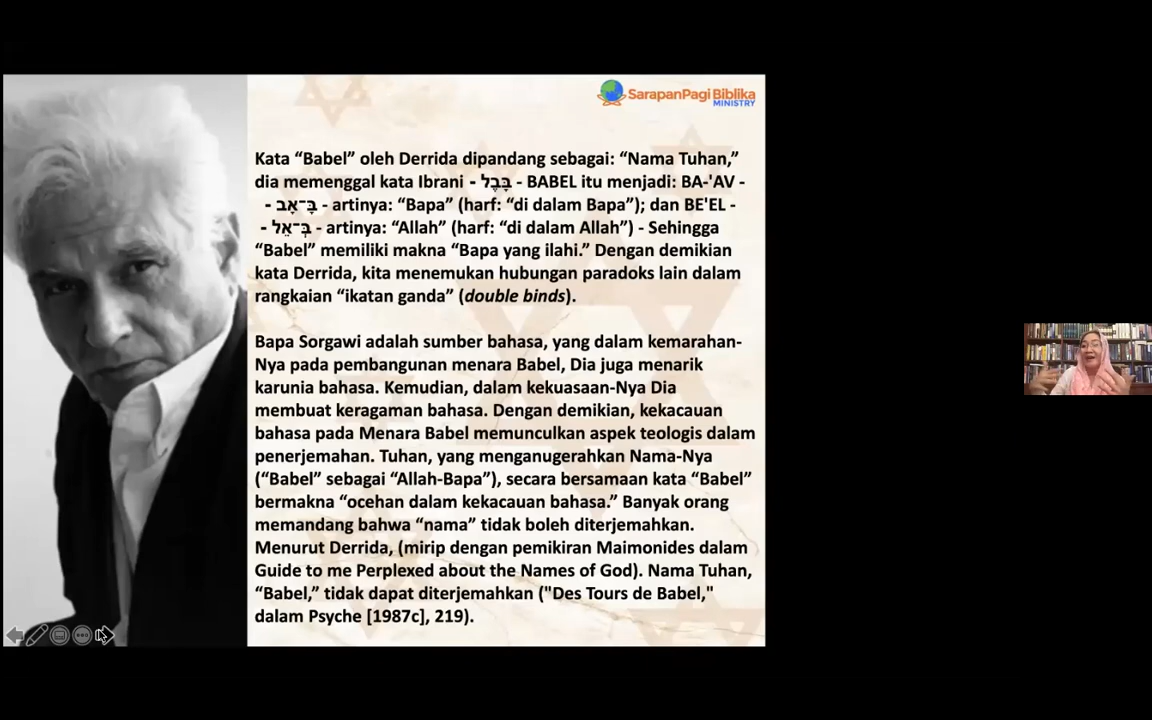 SarapanPagi Biblika
MINISTRY
Kata “Babel” oleh Derrida dipandang sebagai: “Nama Tuhan,”
dia memenggal kata Ibrani - בָּבֶל - BABEL itu menjadi: BA-'AV -
בָּ־אָב - - artinya: “Bapa” (harf: “di dalam Bapa”); dan BE'EL -
בְּ־אֵל - - artinya: “Allah” (harf: “di dalam Allah”) - Sehingga
“Babel” memiliki makna “Bapa yang ilahi.” Dengan demikian
kata Derrida, kita menemukan hubungan paradoks lain dalam
rangkaian “ikatan ganda” (double binds).
Bapa Sorgawi adalah sumber bahasa, yang dalam kemarahan-
Nya pada pembangunan menara Babel, Dia juga menarik
karunia bahasa. Kemudian, dalam kekuasaan-Nya Dia
membuat keragaman bahasa. Dengan demikian, kekacauan
bahasa pada Menara Babel memunculkan aspek teologis dalam
penerjemahan. Tuhan, yang menganugerahkan Nama-Nya
(“Babel” sebagai “Allah-Bapa”), secara bersamaan kata “Babel”
bermakna “ocehan dalam kekacauan bahasa.” Banyak orang
memandang bahwa “nama” tidak boleh diterjemahkan.
Menurut Derrida, (mirip dengan pemikiran Maimonides dalam
Guide to me Perplexed about the Names of God). Nama Tuhan,
“Babel,” tidak dapat diterjemahkan ("Des Tours de Babel,"
dalam Psyche [1987c], 219).